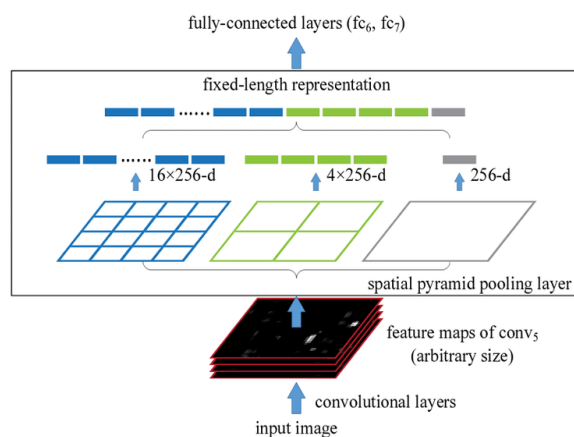 fully-connected layers (fc₆, fc₇)
fixed-length representation
......
......
16×256-d
4×256-d
256-d
spatial pyramid pooling layer
feature maps of conv₅
(arbitrary size)
convolutional layers
input image